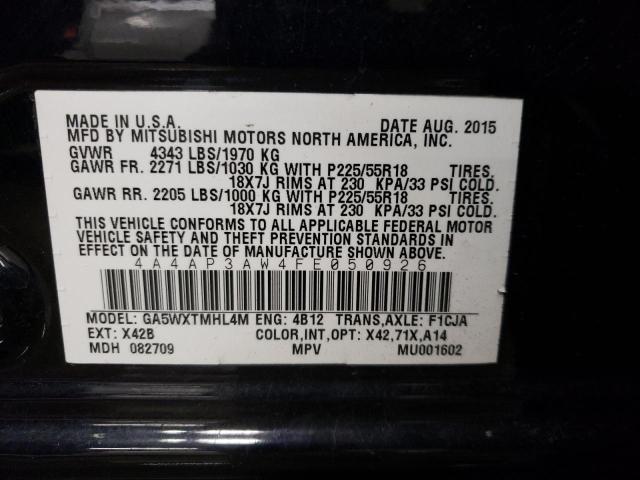 MADE IN U.S.A. DATE AUG. 2015
MFD BY MITSUBISHI MOTORS NORTH AMERICA, INC.
GVWR 4343 LBS/1970 KG
GAWR FR. 2271 LBS/1030 KG WITH P225/55R18 TIRES,
18X7J RIMS AT 230 KPA/33 PSI COLD.
GAWR RR. 2205 LBS/1000 KG WITH P225/55R18 TIRES,
18X7J RIMS AT 230 KPA/33 PSI COLD.
THIS VEHICLE CONFORMS TO ALL APPLICABLE FEDERAL MOTOR
VEHICLE SAFETY AND THEFT PREVENTION STANDARDS IN
EFFECT ON THE DATE OF MANUFACTURE SHOWN ABOVE.
4A4AP3AW4FE050926
MODEL: GA5WXTMHL4M ENG: 4B12 TRANS,AXLE: F1CJA
EXT: X42B COLOR,INT,OPT: X42,71X,A14
MDH 082709 MPV MU001602